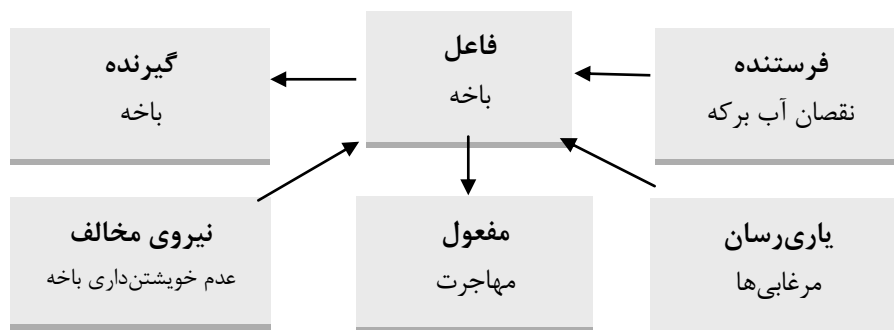 فرستنده
نقصان آب برکه
فاعل
باخه
گیرنده
باخه
یاری‌رسان
مرغابی‌ها
مفعول
مهاجرت
نیروی مخالف
عدم خویشتن‌داری باخه